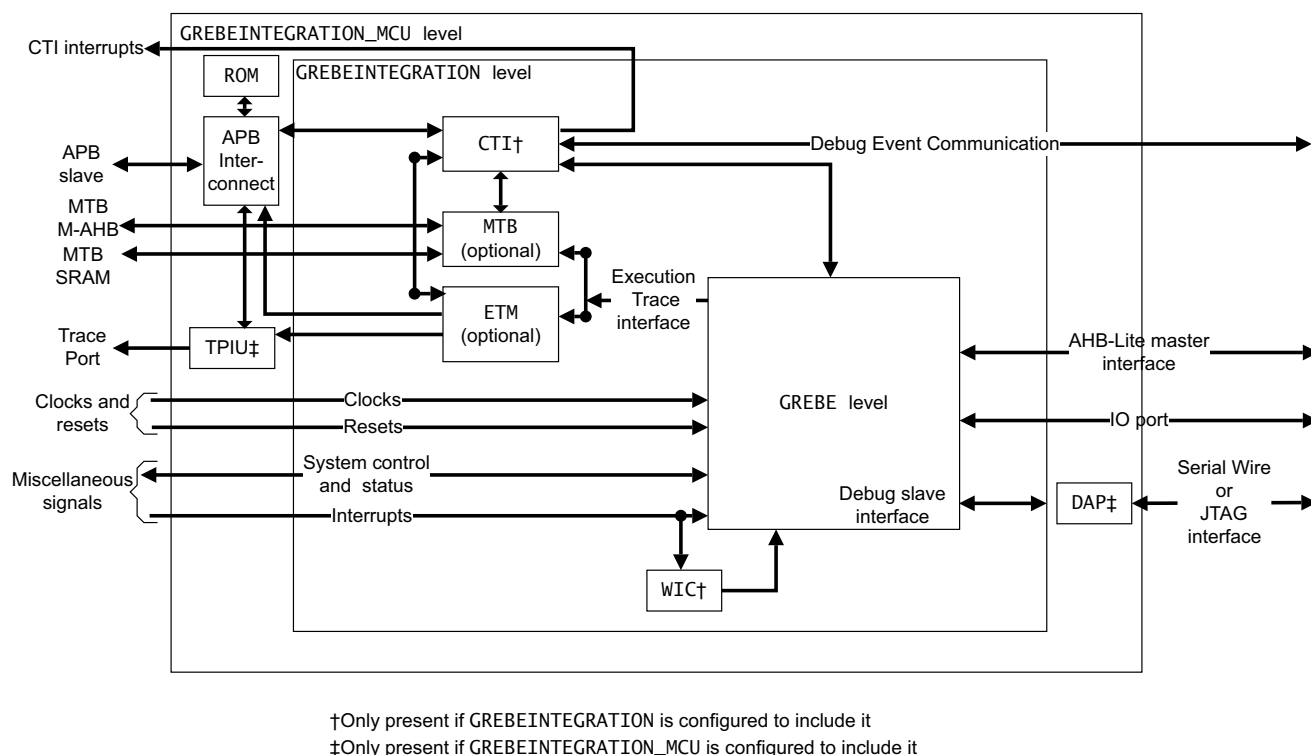 GREBEINTEGRATION_MCU level
CTI interrupts
ROM
GREBEINTEGRATION level
APB
Inter-
connect
CTI†
Debug Event Communication
APB
slave
MTB
M-AHB
MTB
SRAM
MTB
(optional)
Execution
Trace
interface
ETM
(optional)
Trace
Port
TPIU‡
AHB-Lite master
interface
Clocks and
resets
Clocks
Resets
GREBE level
IO port
Miscellaneous
signals
System control
and status
Interrupts
Debug slave
interface
DAP‡
Serial Wire
or
JTAG
interface
WIC†
†Only present if GREBEINTEGRATION is configured to include it
‡Only present if GREBEINTEGRATION_MCU is configured to include it